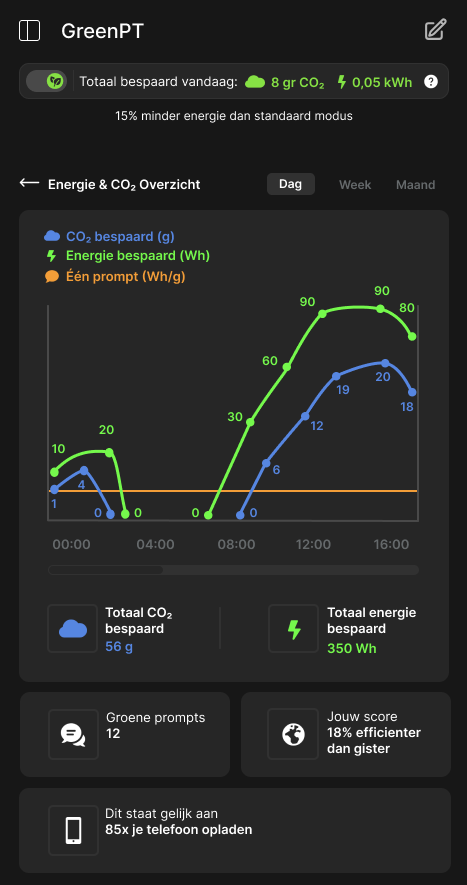 GreenPT
Totaal bespaard vandaag: 8 gr CO₂ 0,05 kWh ?
15% minder energie dan standaard modus
Energie & CO₂ Overzicht
Dag Week Maand
CO₂ bespaard (g)
Energie bespaard (Wh)
Één prompt (Wh/g)
90 90
80
60
20
19
18
30
12
20
10
6
4
1
0 0 0 0
00:00 04:00 08:00 12:00 16:00
Totaal CO₂
bespaard
56 g
Totaal energie
bespaard
350 Wh
Groene prompts
12
Jouw score
18% efficienter
dan gister
Dit staat gelijk aan
85x je telefoon opladen